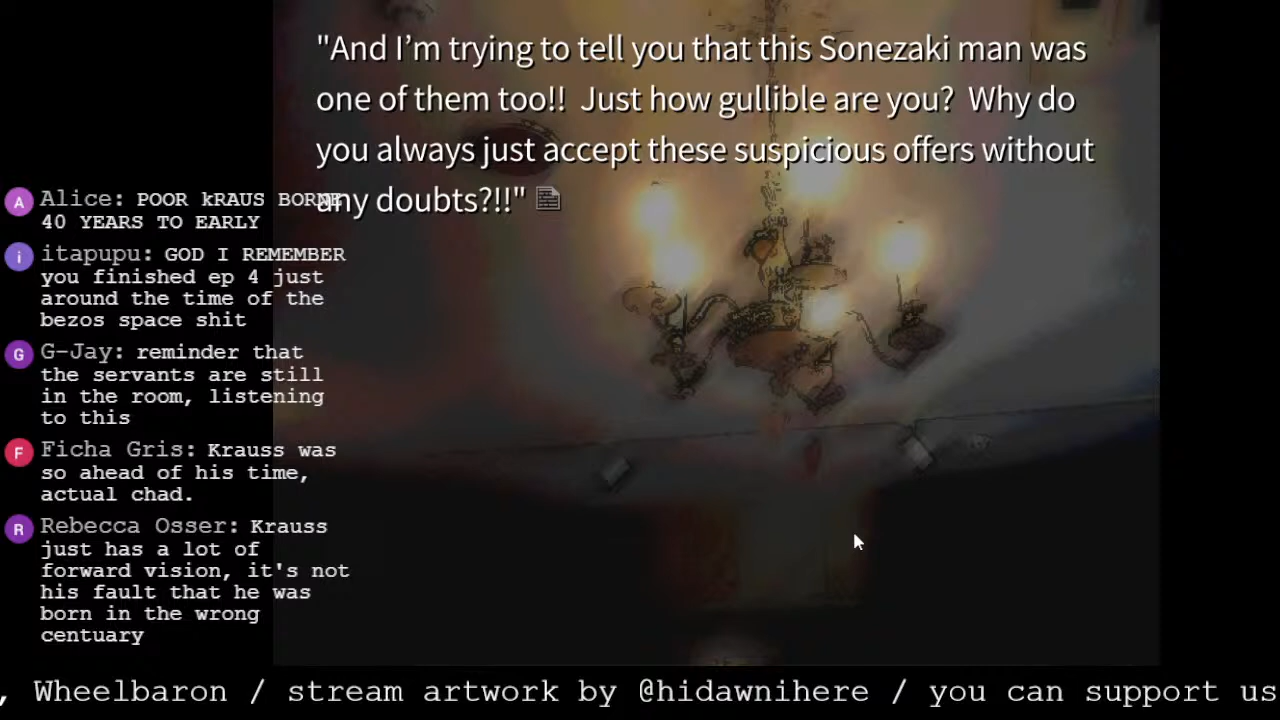 "And I’m trying to tell you that this Sonezaki man was
one of them too!!  Just how gullible are you?  Why do
you always just accept these suspicious offers without
any doubts?!!"
A Alice: POOR kRAUS BORNE
40 YEARS TO EARLY
i itapupu: GOD I REMEMBER
you finished ep 4 just
around the time of the
bezos space shit
G G-Jay: reminder that
the servants are still
in the room, listening
to this
F Ficha Gris: Krauss was
so ahead of his time,
actual chad.
R Rebecca Osser: Krauss
just has a lot of
forward vision, it's not
his fault that he was
born in the wrong
centuary
, Wheelbaron / stream artwork by @hidawnihere / you can support us